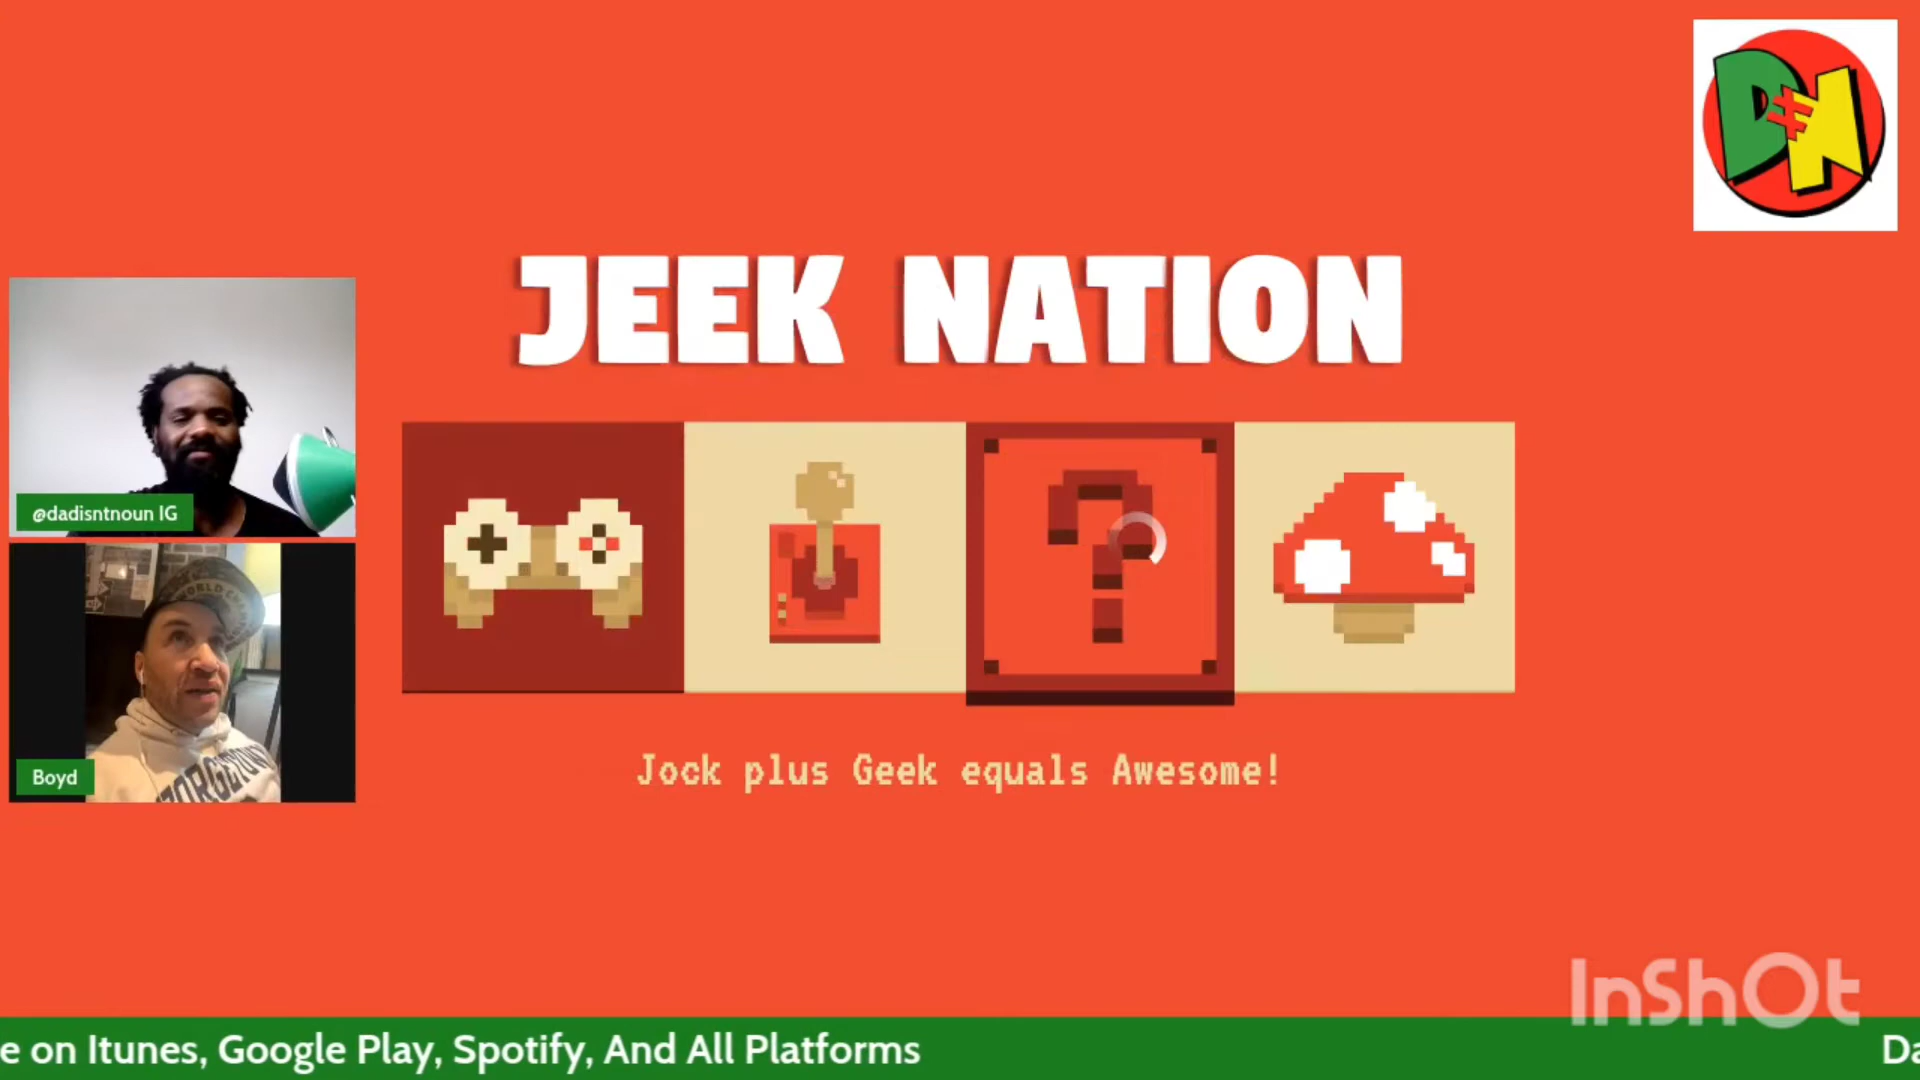 JEEK NATION
@dadisntnoun IG
Boyd
Jock plus Geek equals Awesome!
InShOt
e on Itunes, Google Play, Spotify, And All Platforms
Da